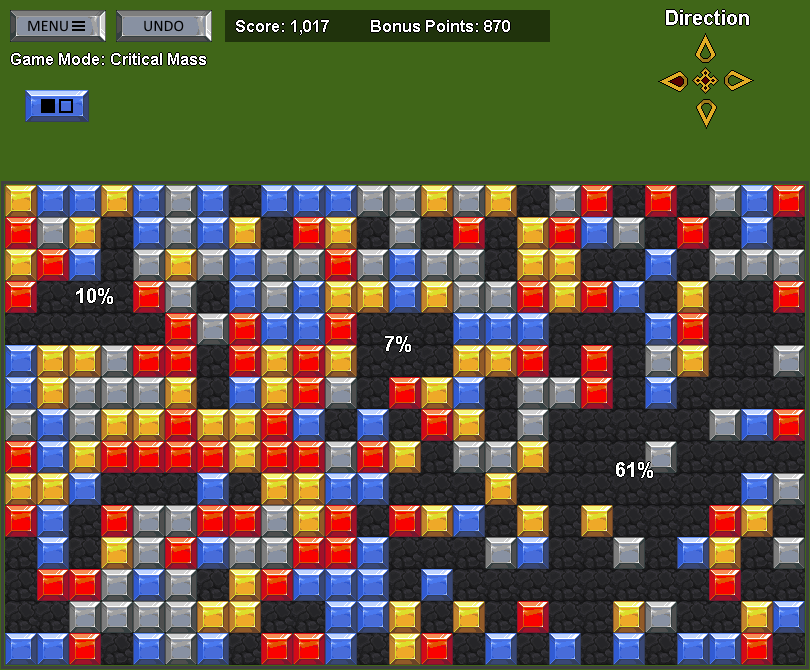 MENU UNDO Score: 1,017 Bonus Points: 870 Direction
Game Mode: Critical Mass
10%
7%
61%